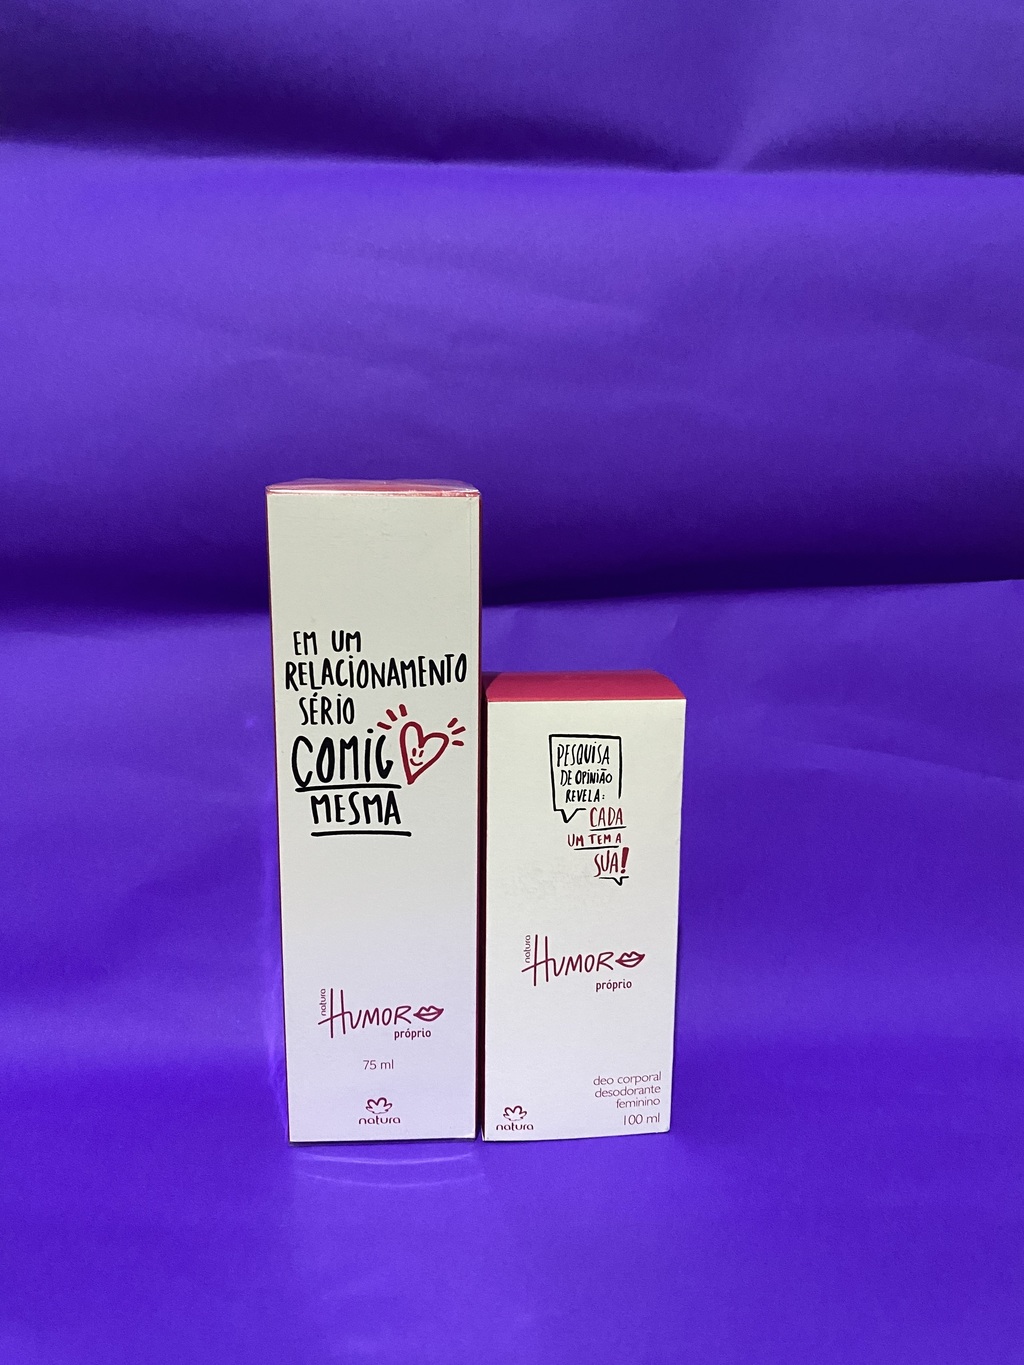 EM UM
RELACIONAMENTO
SÉRIO
COMIG
MESMA
natura
HUMOR
próprio
75 ml
natura
PESQUISA
DE OPINIÃO
REVELA:
CADA
UM TEM A
SUA!
natura
HUMOR
próprio
deo corporal
desodorante
feminino
100 ml
natura